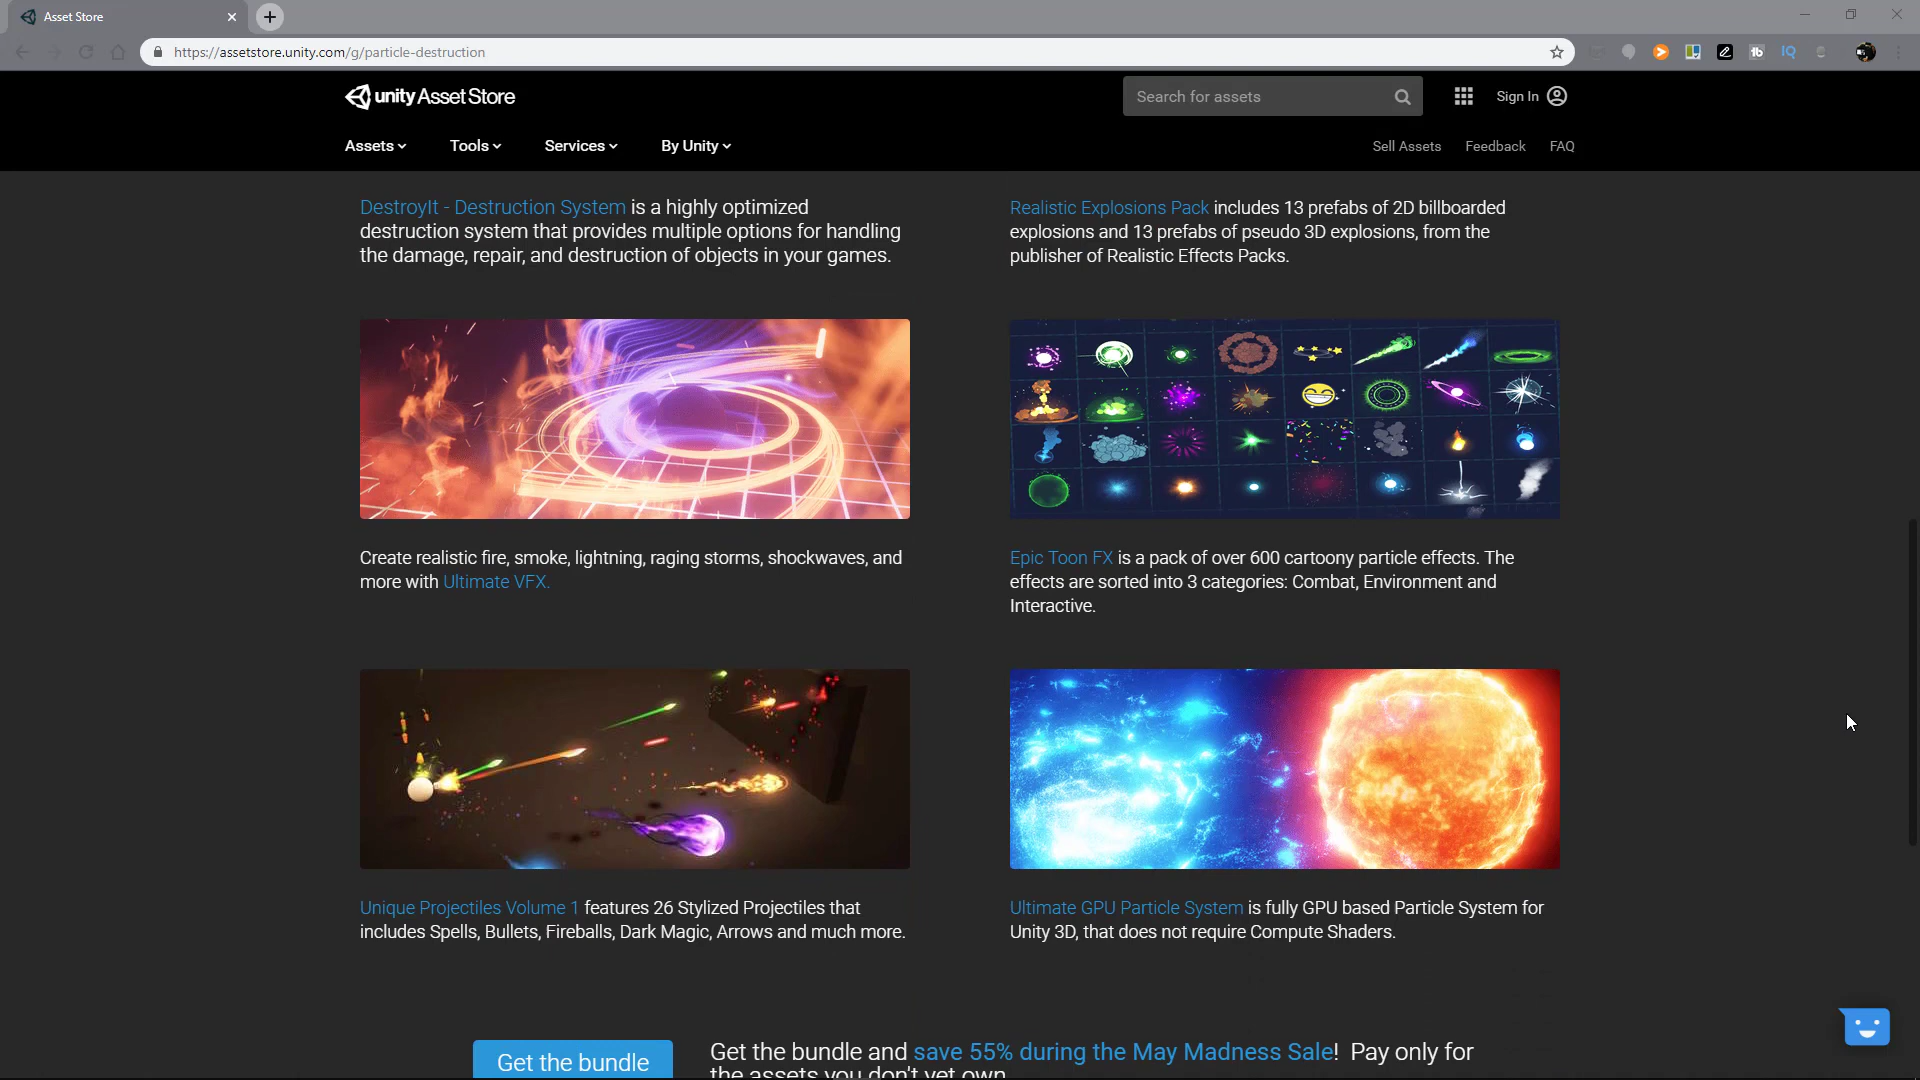 Asset Store
https://assetstore.unity.com/g/particle-destruction
unity Asset Store
Search for assets
Sign In
Assets
Tools
Services
By Unity
Sell Assets
Feedback
FAQ
DestroyIt - Destruction System is a highly optimized
destruction system that provides multiple options for handling
the damage, repair, and destruction of objects in your games.
Realistic Explosions Pack includes 13 prefabs of 2D billboarded
explosions and 13 prefabs of pseudo 3D explosions, from the
publisher of Realistic Effects Packs.
Create realistic fire, smoke, lightning, raging storms, shockwaves, and
more with Ultimate VFX.
Epic Toon FX is a pack of over 600 cartoony particle effects. The
effects are sorted into 3 categories: Combat, Environment and
Interactive.
Unique Projectiles Volume 1 features 26 Stylized Projectiles that
includes Spells, Bullets, Fireballs, Dark Magic, Arrows and much more.
Ultimate GPU Particle System is fully GPU based Particle System for
Unity 3D, that does not require Compute Shaders.
Get the bundle
Get the bundle and save 55% during the May Madness Sale! Pay only for
the assets you don't yet own